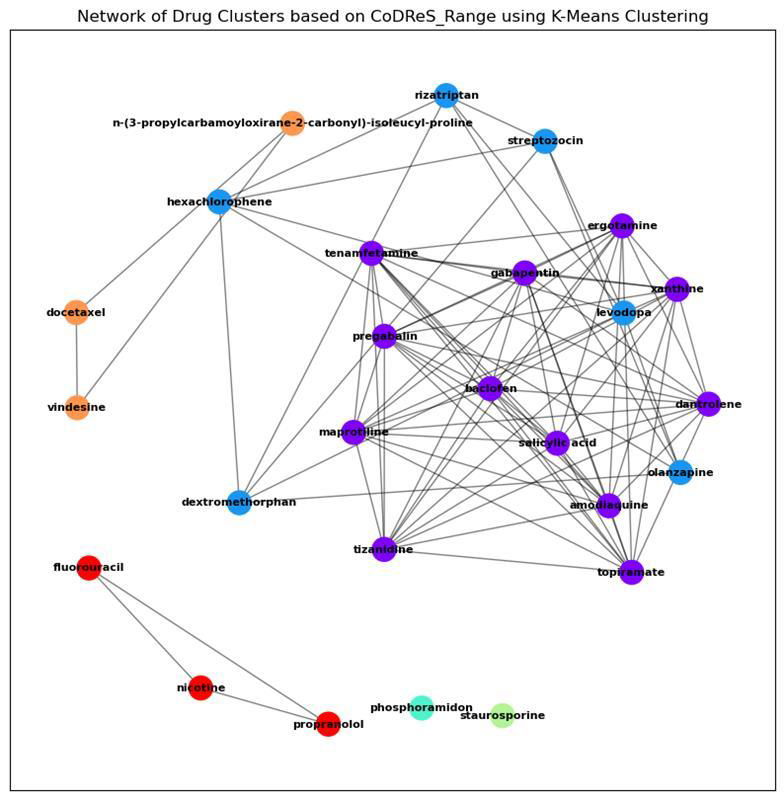 Network of Drug Clusters based on CoDReS_Range using K-Means Clustering
rizatriptan
n-(3-propylcarbamoyloxirane-2-carbonyl)-isoleucyl-proline
streptozocin
hexachlorophene
ergotamine
tenamfetamine
gabapentin
xanthine
docetaxel
levodopa
pregabalin
baclofen
vindesine
dantrolene
maprotiline
salicylic acid
olanzapine
dextromethorphan
amodiaquine
tizanidine
fluorouracil
topiramate
nicotine
phosphoramidon
staurosporine
propranolol